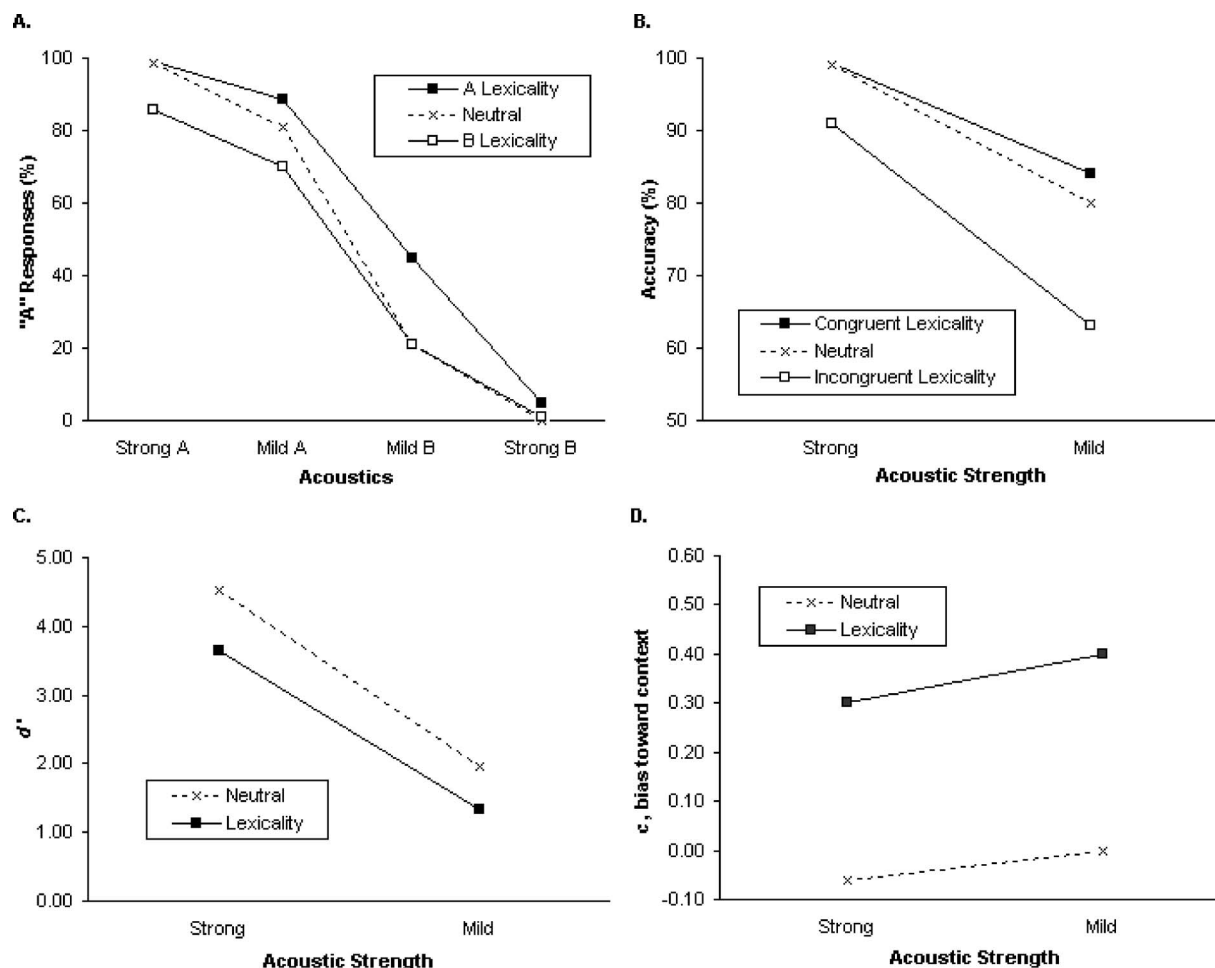 A.
"A" Responses (%)
100
80
60
40
20
0
A Lexicality
Neutral
B Lexicality
Strong A
Mild A
Mild B
Strong B
Acoustics
B.
Accuracy (%)
100
90
80
70
60
50
Congruent Lexicality
Neutral
Incongruent Lexicality
Strong
Mild
Acoustic Strength
C.
d'
5.00
4.00
3.00
2.00
1.00
0.00
Neutral
Lexicality
Strong
Mild
Acoustic Strength
D.
c, bias toward context
0.60
0.50
0.40
0.30
0.20
0.10
0.00
-0.10
Neutral
Lexicality
Strong
Mild
Acoustic Strength